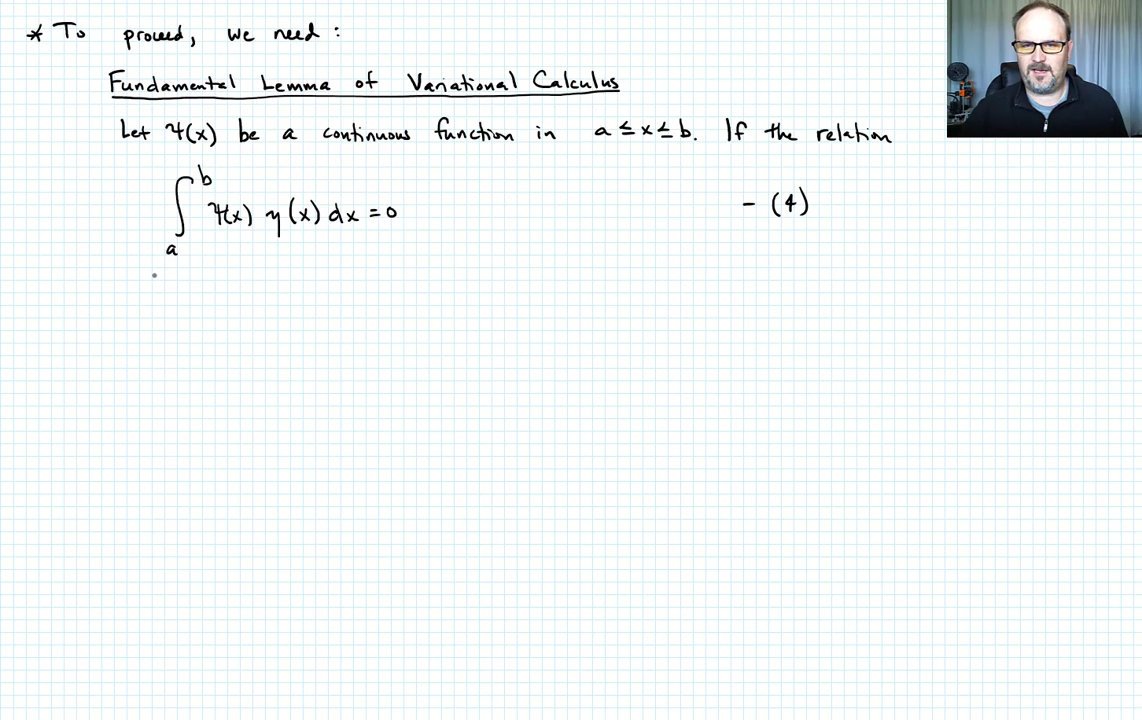 * To proceed, we need :
Fundamental Lemma of Variational Calculus
Let Ψ(x) be a continuous function in a ≤ x ≤ b. If the relation
∫_a^b Ψ(x) η(x) dx = 0 - (4)